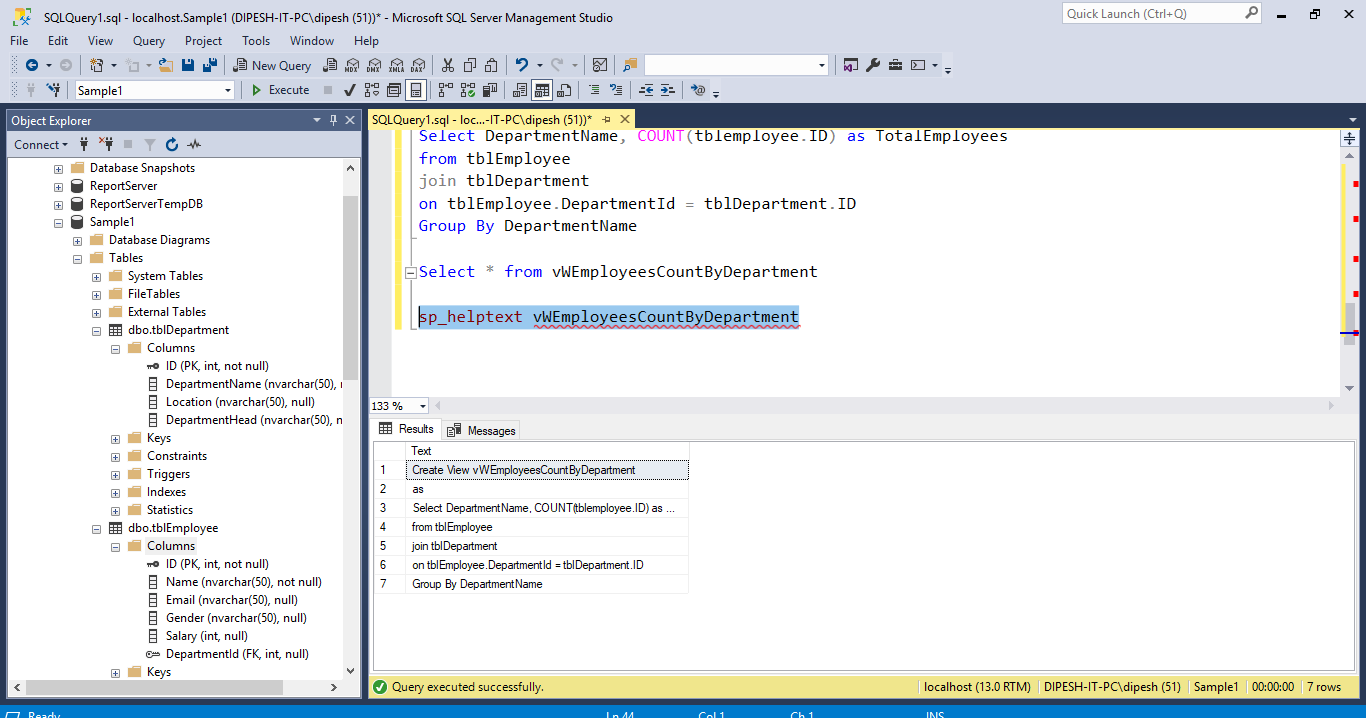 SQLQuery1.sql - localhost.Sample1 (DIPESH-IT-PC\dipesh (51))* - Microsoft SQL Server Management Studio
Quick Launch (Ctrl+Q)
File Edit View Query Project Tools Window Help
New Query MDX DMX XMLA DAX
Sample1 Execute
Object Explorer
Connect
Database Snapshots
ReportServer
ReportServerTempDB
Sample1
Database Diagrams
Tables
System Tables
FileTables
External Tables
dbo.tblDepartment
Columns
ID (PK, int, not null)
DepartmentName (nvarchar(50),
Location (nvarchar(50), null)
DepartmentHead (nvarchar(50), n
Keys
Constraints
Triggers
Indexes
Statistics
dbo.tblEmployee
Columns
ID (PK, int, not null)
Name (nvarchar(50), not null)
Email (nvarchar(50), null)
Gender (nvarchar(50), null)
Salary (int, null)
DepartmentId (FK, int, null)
Keys
SQLQuery1.sql - loc...-IT-PC\dipesh (51))*
Select DepartmentName, COUNT(tblemployee.ID) as TotalEmployees
from tblEmployee
join tblDepartment
on tblEmployee.DepartmentId = tblDepartment.ID
Group By DepartmentName
Select * from vWEmployeesCountByDepartment
sp_helptext vWEmployeesCountByDepartment
133 %
Results Messages
Text
1 Create View vWEmployeesCountByDepartment
2 as
3 Select DepartmentName, COUNT(tblemployee.ID) as ...
4 from tblEmployee
5 join tblDepartment
6 on tblEmployee.DepartmentId = tblDepartment.ID
7 Group By DepartmentName
Query executed successfully. localhost (13.0 RTM) DIPESH-IT-PC\dipesh (51) Sample1 00:00:00 7 rows
Ready Ln 44 Col 1 Ch 1 INS